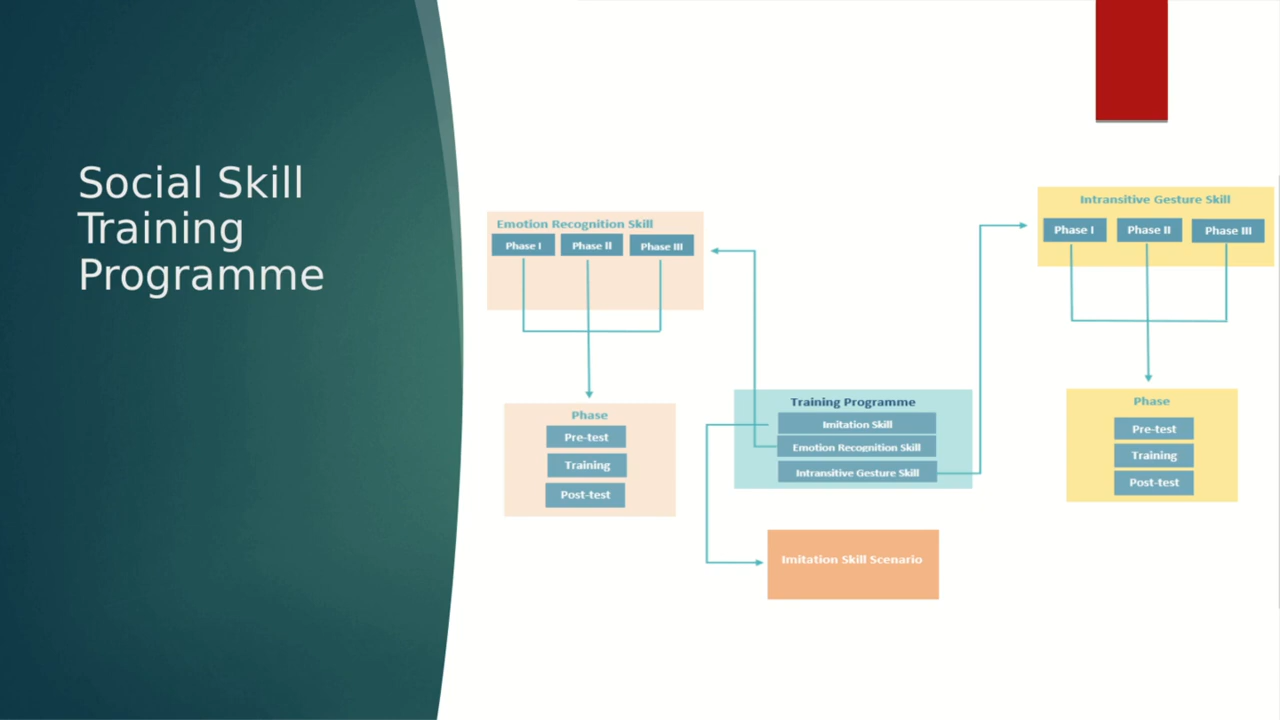 Social Skill
Training
Programme
Emotion Recognition Skill
Phase I
Phase II
Phase III
Phase
Pre-test
Training
Post-test
Training Programme
Imitation Skill
Emotion Recognition Skill
Intransitive Gesture Skill
Imitation Skill Scenario
Intransitive Gesture Skill
Phase I
Phase II
Phase III
Phase
Pre-test
Training
Post-test